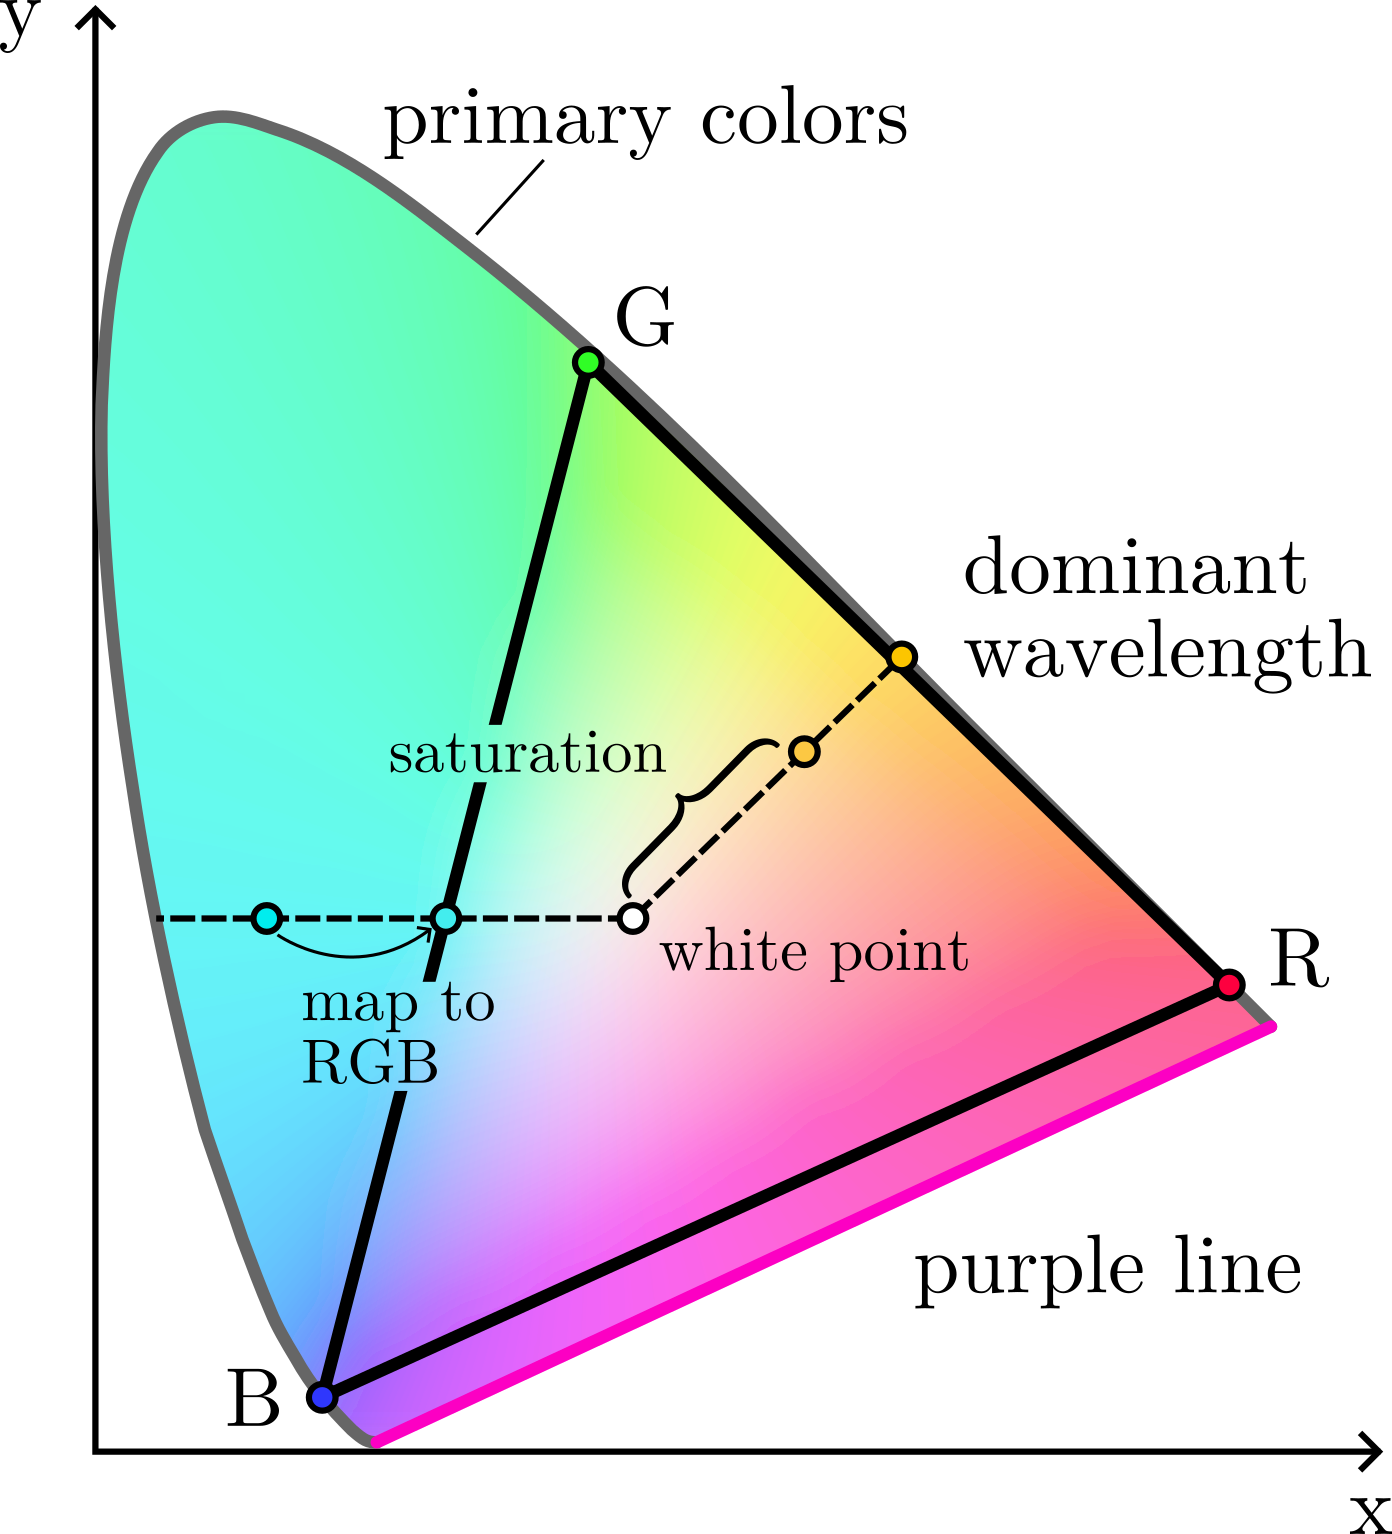 y
primary colors
G
dominant
wavelength
saturation
white point
R
map to
RGB
purple line
B
x